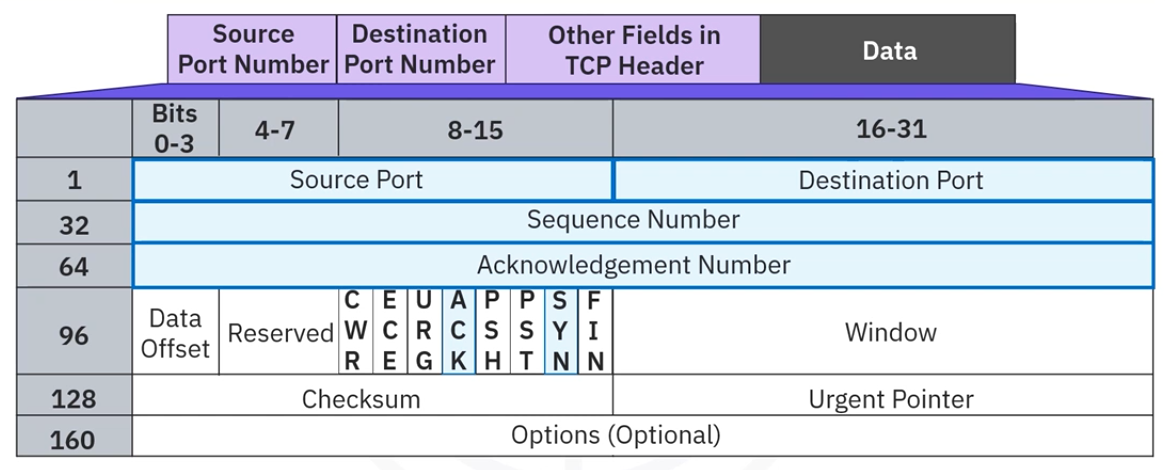 Source
Port Number
Destination
Port Number
Other Fields in
TCP Header
Data
Bits
0-3
4-7
8-15
16-31
1
Source Port
Destination Port
32
Sequence Number
64
Acknowledgement Number
96
Data
Offset
Reserved
CWR
ECE
URG
ACK
PSH
PST
SYN
FIN
Window
128
Checksum
Urgent Pointer
160
Options (Optional)